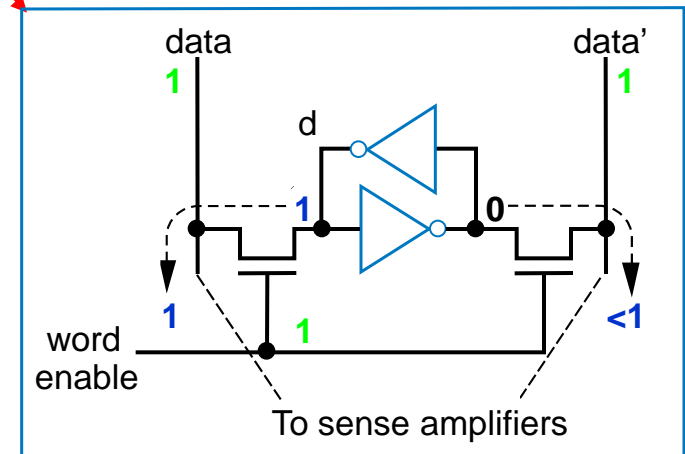 data data’
1 1
d
1 0
1 <1
1
word
enable
To sense amplifiers